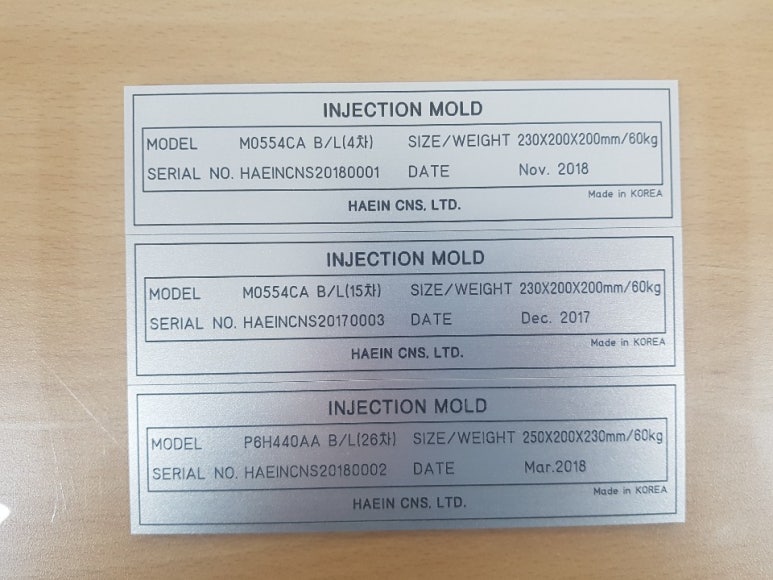 INJECTION MOLD
MODEL M0554CA B/L(4차) SIZE/WEIGHT 230X200X200mm/60kg
SERIAL NO. HAEINCNS20180001 DATE Nov. 2018
Made in KOREA
HAEIN CNS, LTD.
INJECTION MOLD
MODEL M0554CA B/L(15차) SIZE/WEIGHT 230X200X200mm/60kg
SERIAL NO. HAEINCNS20170003 DATE Dec. 2017
Made in KOREA
HAEIN CNS, LTD.
INJECTION MOLD
MODEL P6H440AA B/L(26차) SIZE/WEIGHT 250X200X230mm/60kg
SERIAL NO. HAEINCNS20180002 DATE Mar.2018
Made in KOREA
HAEIN CNS, LTD.